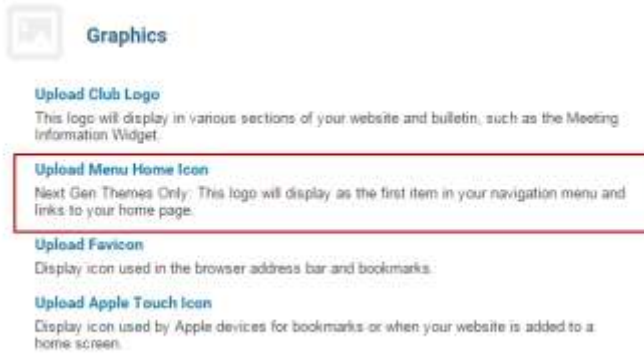 Graphics
Upload Club Logo
This logo will display in various sections of your website and bulletin, such as the Meeting
Information Widget.
Upload Menu Home Icon
Next Gen Themes Only: This logo will display as the first item in your navigation menu and
links to your home page.
Upload Favicon
Display icon used in the browser address bar and bookmarks.
Upload Apple Touch Icon
Display icon used by Apple devices for bookmarks or when your website is added to a
home screen.